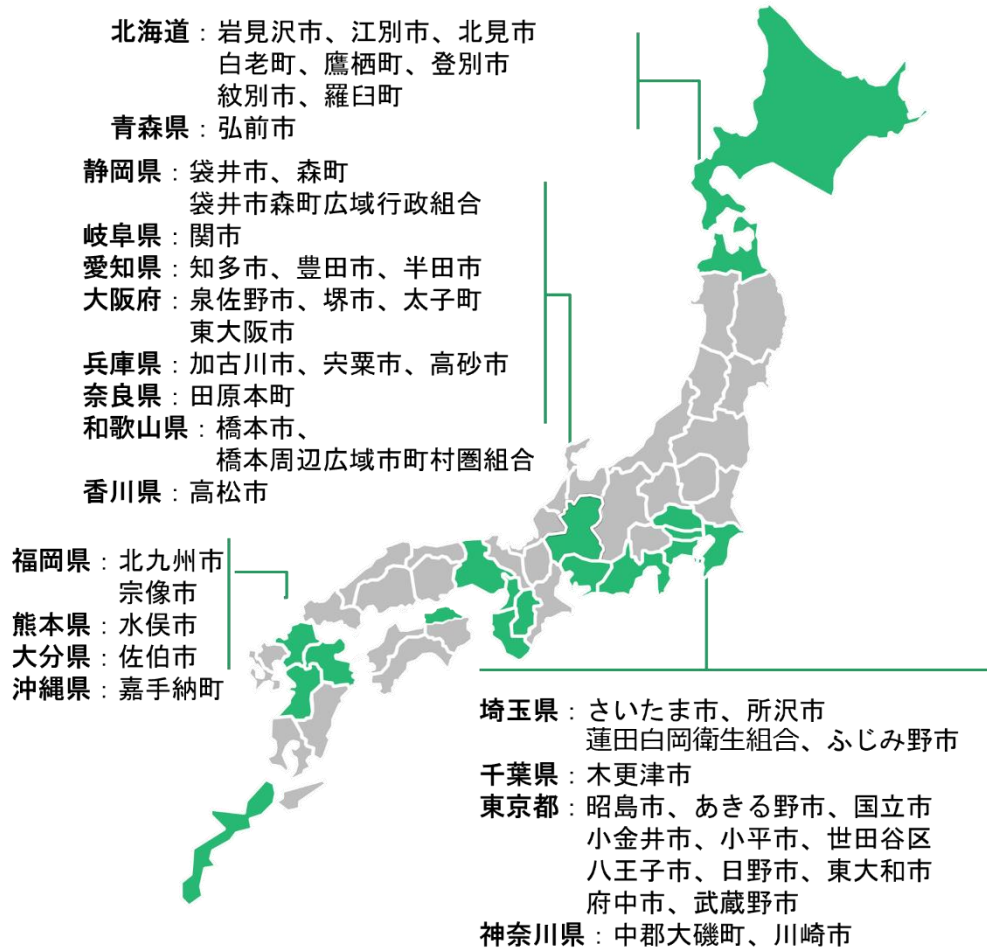 北海道：岩見沢市、江別市、北見市
白老町、鷹栖町、登別市
紋別市、羅臼町
青森県：弘前市
静岡県：袋井市、森町
袋井市森町広域行政組合
岐阜県：関市
愛知県：知多市、豊田市、半田市
大阪府：泉佐野市、堺市、太子町
東大阪市
兵庫県：加古川市、宍粟市、高砂市
奈良県：田原本町
和歌山県：橋本市、
橋本周辺広域市町村圏組合
香川県：高松市
福岡県：北九州市
宗像市
熊本県：水俣市
大分県：佐伯市
沖縄県：嘉手納町
埼玉県：さいたま市、所沢市
蓮田白岡衛生組合、ふじみ野市
千葉県：木更津市
東京都：昭島市、あきる野市、国立市
小金井市、小平市、世田谷区
八王子市、日野市、東大和市
府中市、武蔵野市
神奈川県：中郡大磯町、川崎市